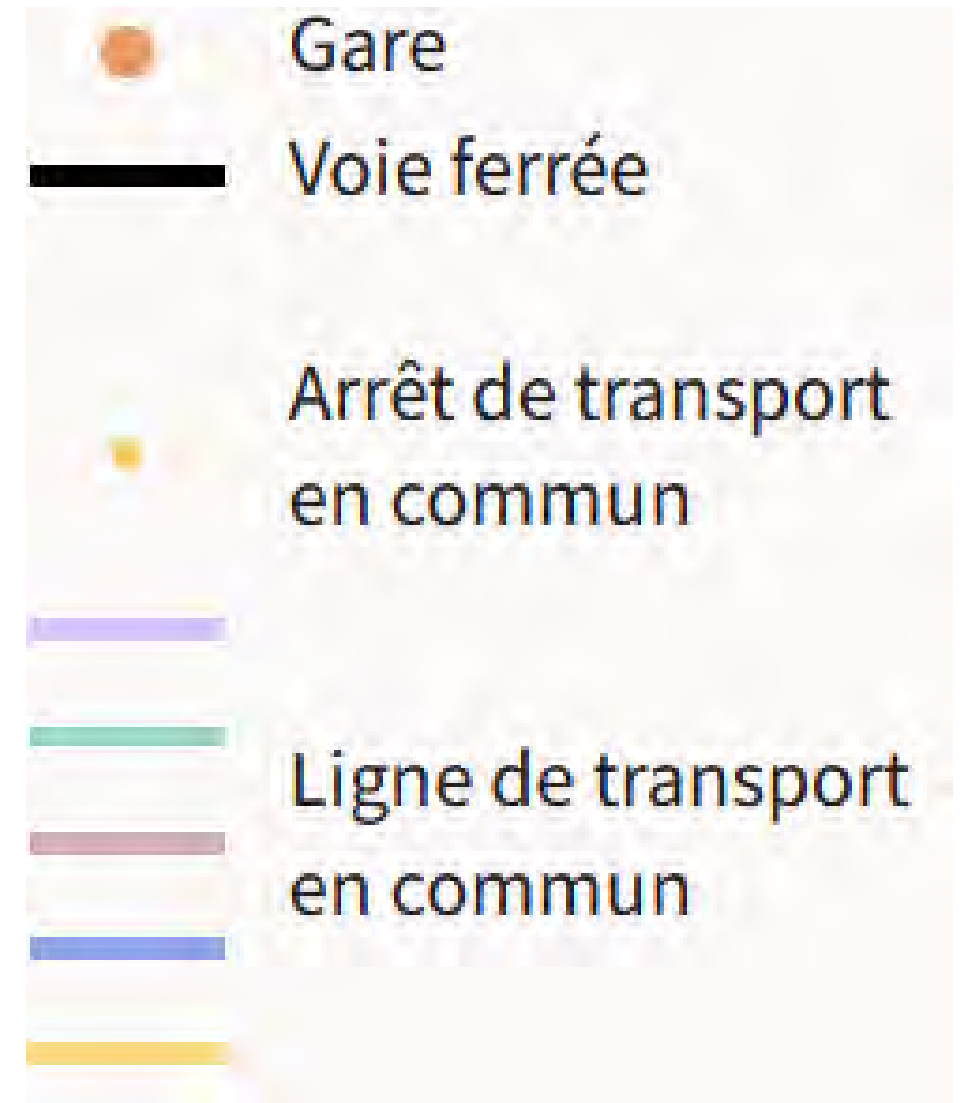 Gare
Voie ferrée
Arrêt de transport
en commun
Ligne de transport
en commun